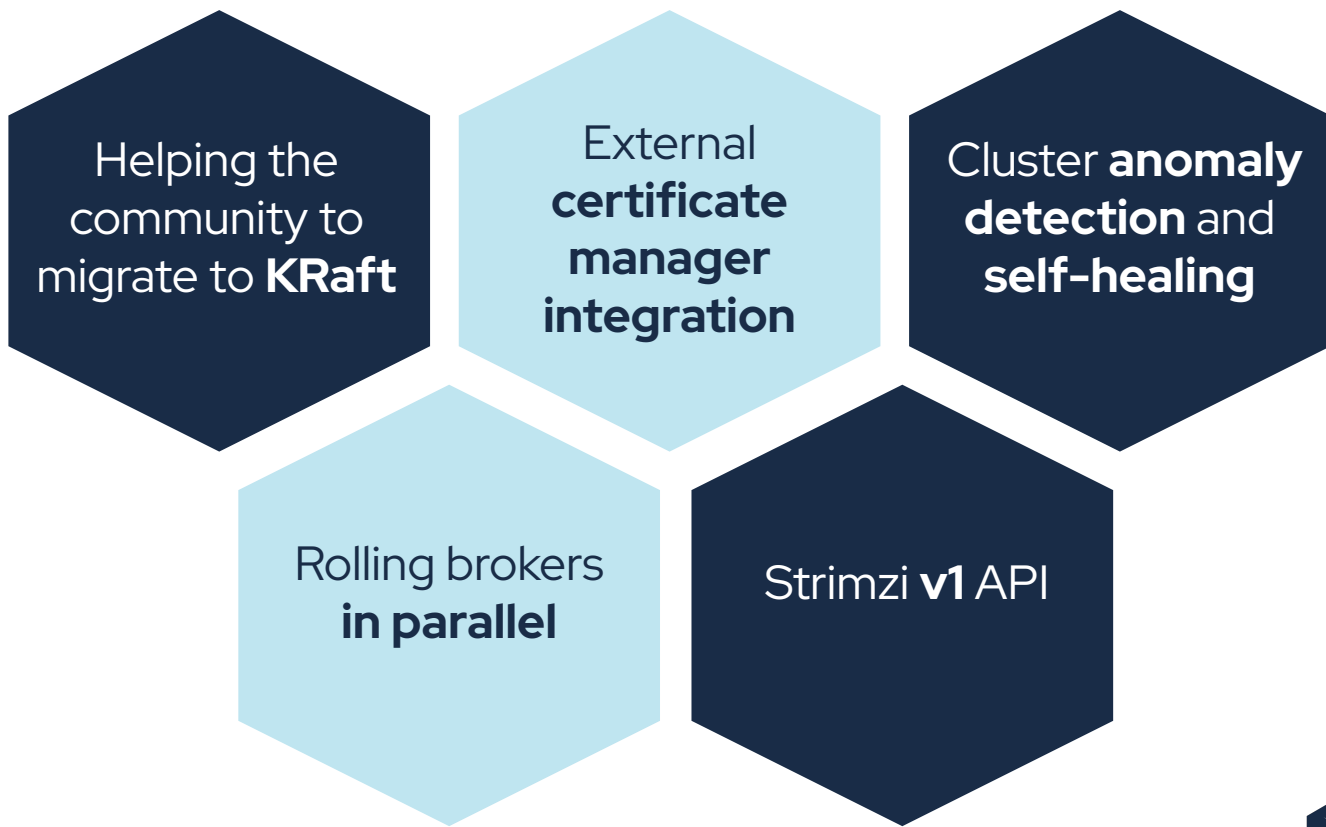 Helping the
community to
migrate to KRaft
External
certificate
manager
integration
Cluster anomaly
detection and
self-healing
Rolling brokers
in parallel
Strimzi v1 API